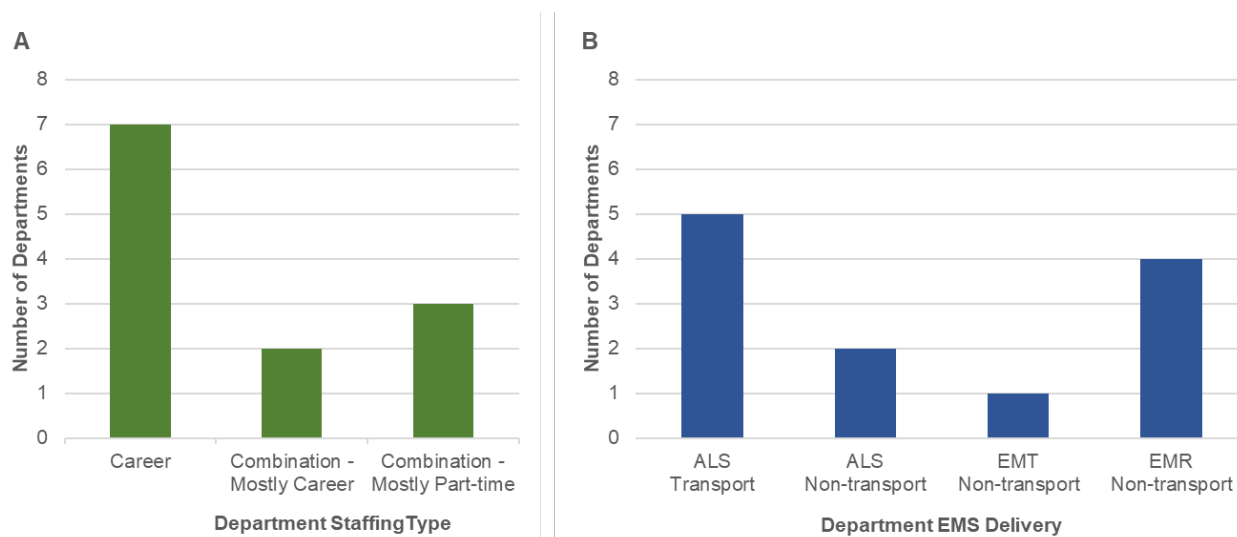 A
8
7
6
5
4
3
2
1
0
Number of Departments
Career
Combination -
Mostly Career
Combination -
Mostly Part-time
Department StaffingType
B
8
7
6
5
4
3
2
1
0
Number of Departments
ALS
Transport
ALS
Non-transport
EMT
Non-transport
EMR
Non-transport
Department EMS Delivery